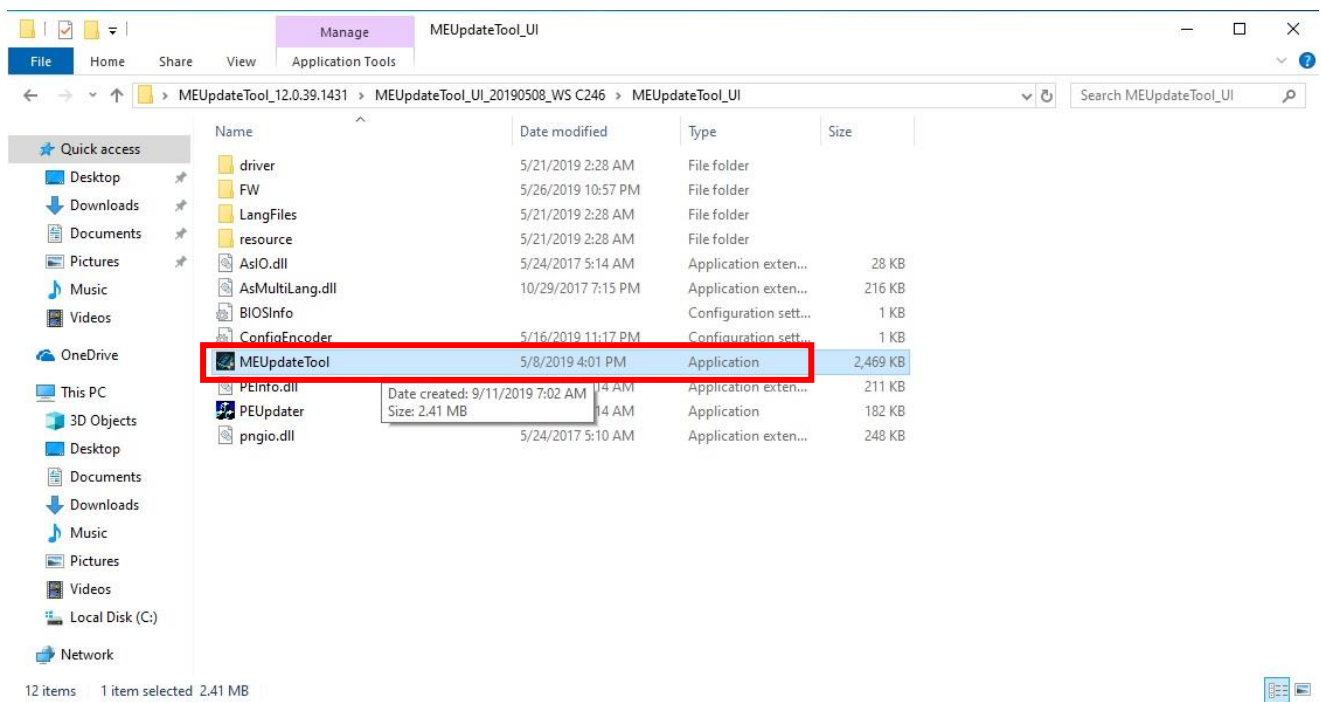 Manage MEUpdateTool_UI
File Home Share View Application Tools
MEUpdateTool_12.0.39.1431 > MEUpdateTool_UI_20190508_WS C246 > MEUpdateTool_UI Search MEUpdateTool_UI
Name Date modified Type Size
Quick access
Desktop
Downloads
Documents
Pictures
Music
Videos
OneDrive
This PC
3D Objects
Desktop
Documents
Downloads
Music
Pictures
Videos
Local Disk (C:)
Network
driver 5/21/2019 2:28 AM File folder
FW 5/26/2019 10:57 PM File folder
LangFiles 5/21/2019 2:28 AM File folder
resource 5/21/2019 2:28 AM File folder
AsIO.dll 5/24/2017 5:14 AM Application exten... 28 KB
AsMultiLang.dll 10/29/2017 7:15 PM Application exten... 216 KB
BIOSInfo Configuration sett... 1 KB
ConfigEncoder 5/16/2019 11:17 PM Configuration sett... 1 KB
MEUpdateTool 5/8/2019 4:01 PM Application 2,469 KB
PEInfo.dll 14 AM Application exten... 211 KB
Date created: 9/11/2019 7:02 AM
Size: 2.41 MB
PEUpdater 14 AM Application 182 KB
pngio.dll 5/24/2017 5:10 AM Application exten... 248 KB
12 items 1 item selected 2.41 MB